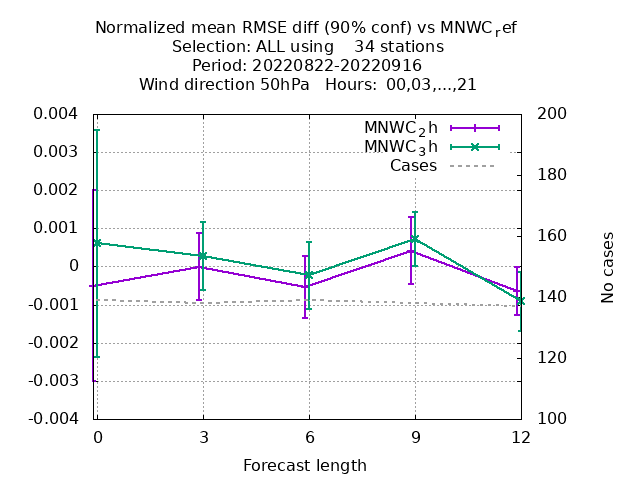 Normalized mean RMSE diff (90% conf) vs MNWC_ref
Selection: ALL using    34 stations
Period: 20220822-20220916
Wind direction 50hPa   Hours: 00,03,...,21
MNWC_2h
MNWC_3h
Cases
0.004
0.003
0.002
0.001
0
-0.001
-0.002
-0.003
-0.004
200
180
160
140
120
100
No cases
0 3 6 9 12
Forecast length